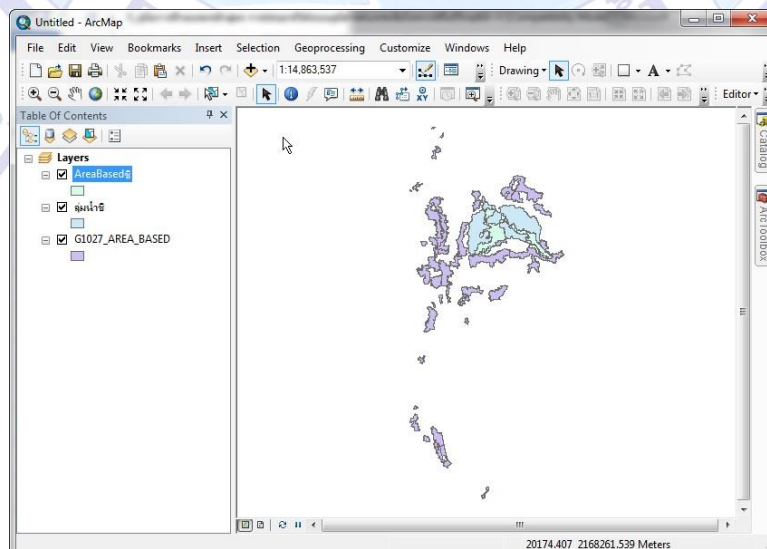 Untitled - ArcMap
File Edit View Bookmarks Insert Selection Geoprocessing Customize Windows Help
1:14,863,537
Drawing
A
Editor
Table Of Contents
Layers
AreaBasedชี
ลุ่มน้ำชี
G1027_AREA_BASED
Catalog
ArcToolbox
20174.407 2168261.539 Meters